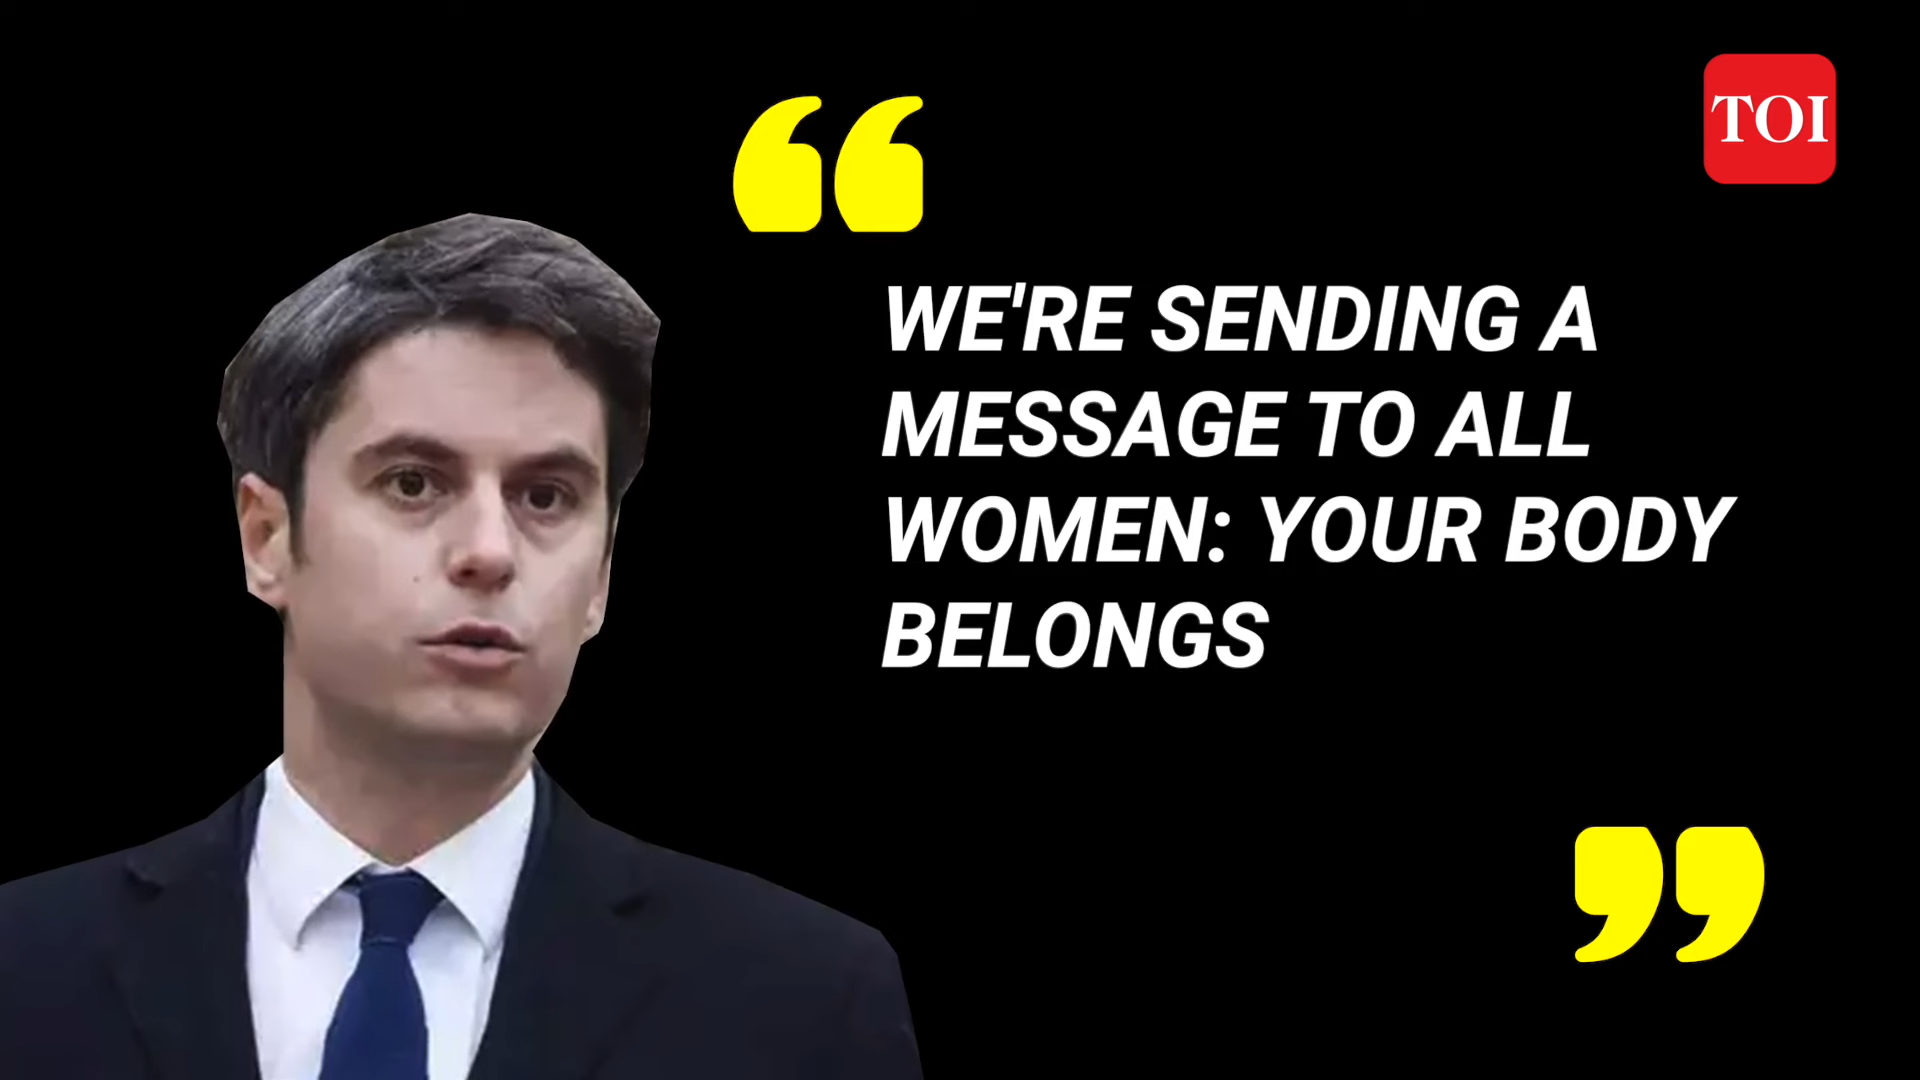 TOI
WE'RE SENDING A
MESSAGE TO ALL
WOMEN: YOUR BODY
BELONGS